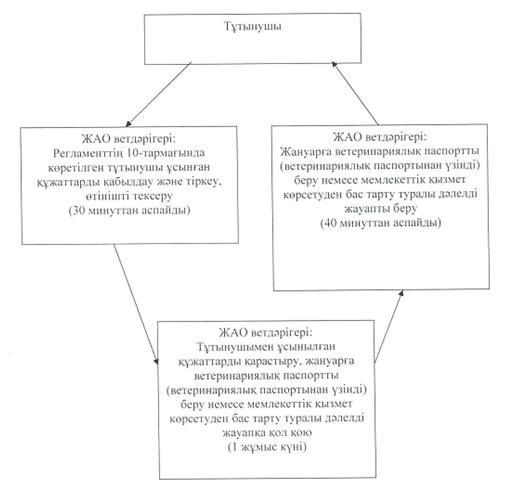 Тұтынушы
ЖАО ветдәрігері:
Регламенттің 10-тармағында
көретілген тұтынушы ұсынған
құжаттарды қабылдау және тіркеу,
өтінішті тексеру
(30 минуттан аспайды)
ЖАО ветдәрігері:
Тұтынушымен ұсынылған
құжаттарды қарастыру, жануарға
ветеринариялық паспортты
(ветеринариялық паспортынан үзінді)
беру немесе мемлекеттік қызмет
көрсетуден бас тарту туралы дәлелді
жауапқа қол қою
(1 жұмыс күні)
ЖАО ветдәрігері:
Жануарға ветеринариялық паспортты
(ветеринариялық паспортынан үзінді)
беру немесе мемлекеттік қызмет
көрсетуден бас тарту туралы дәлелді
жауапты беру
(40 минуттан аспайды)